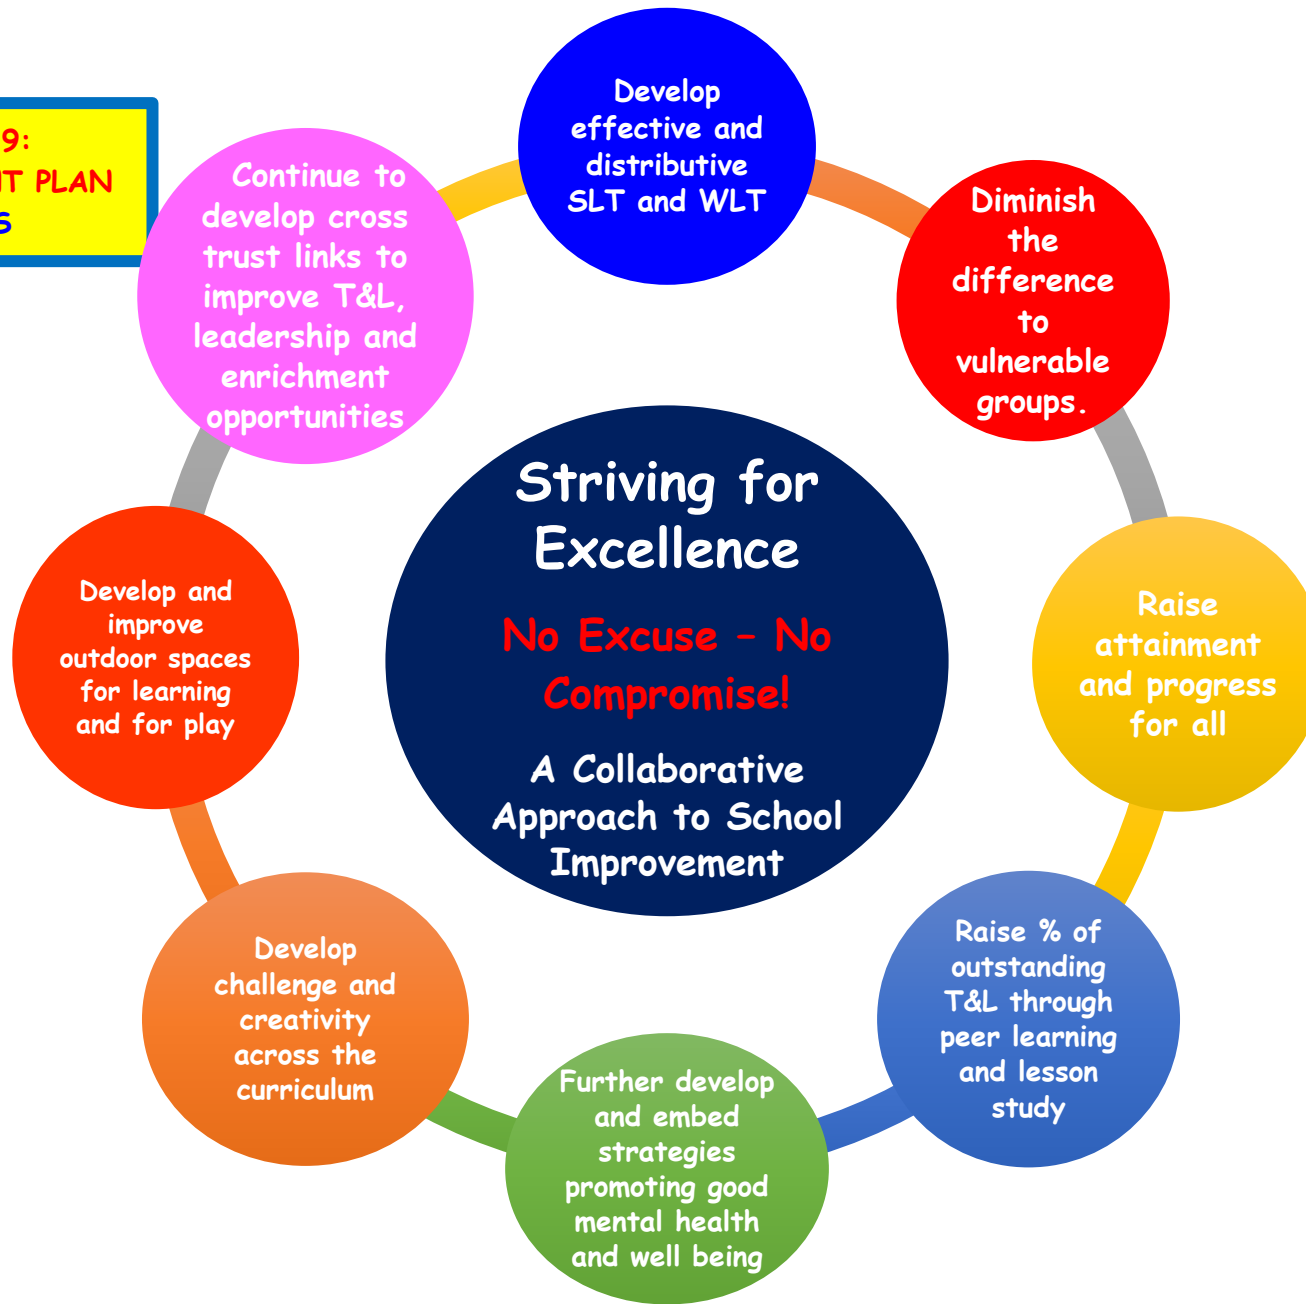 9:
PLAN
Develop
effective and
distributive
SLT and WLT
Diminish
the
difference
to
vulnerable
groups.
Raise
attainment
and progress
for all
Raise % of
outstanding
T&L through
peer learning
and lesson
study
Further develop
and embed
strategies
promoting good
mental health
and well being
Develop
challenge and
creativity
across the
curriculum
Develop and
improve
outdoor spaces
for learning
and for play
Continue to
develop cross
trust links to
improve T&L,
leadership and
enrichment
opportunities
Striving for
Excellence
No Excuse – No
Compromise!
A Collaborative
Approach to School
Improvement